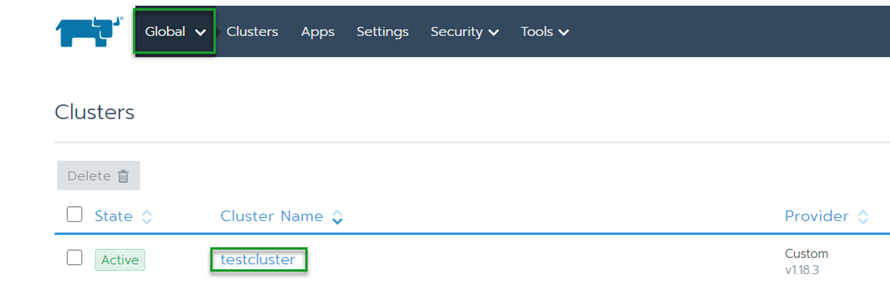 Global Clusters Apps Settings Security Tools
Clusters
Delete
State Cluster Name Provider
Active testcluster Custom
v1.18.3